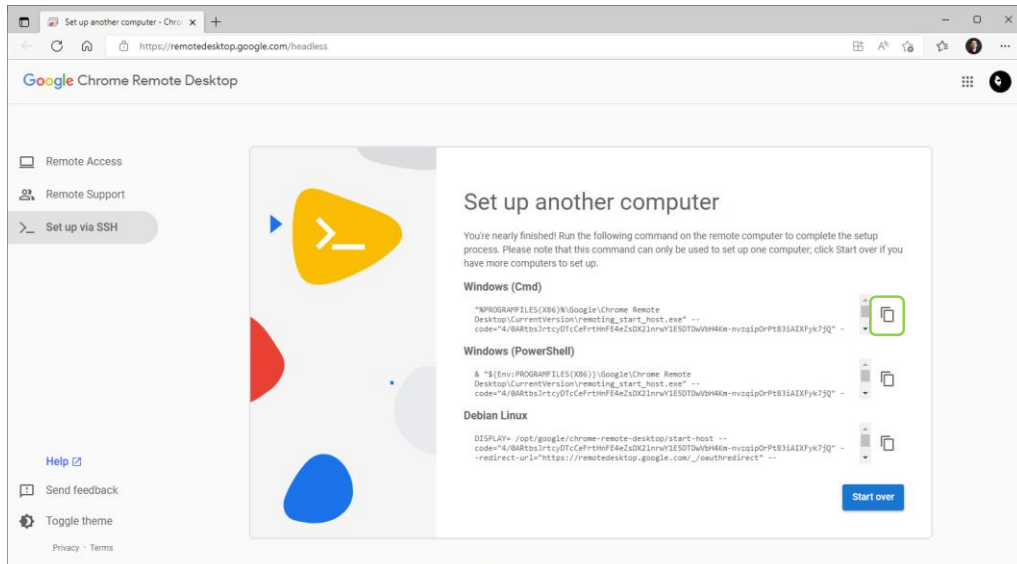 Set up another computer - Chro
https://remotedesktop.google.com/headless
Google Chrome Remote Desktop
Remote Access
Remote Support
Set up via SSH
Set up another computer
You're nearly finished! Run the following command on the remote computer to complete the setup
process. Please note that this command can only be used to set up one computer; click Start over if you
have more computers to set up.
Windows (Cmd)
"%PROGRAMFILES(X86)%\Google\Chrome Remote
Desktop\CurrentVersion\remoting_start_host.exe" --
Windows (PowerShell)
& "${Env:PROGRAMFILES(X86)}\Google\Chrome Remote
Desktop\CurrentVersion\remoting_start_host.exe" --
Debian Linux
DISPLAY= /opt/google/chrome-remote-desktop/start-host --
-redirect-url="https://remotedesktop.google.com/_/oauthredirect" --
Start over
Help
Send feedback
Toggle theme
Privacy · Terms